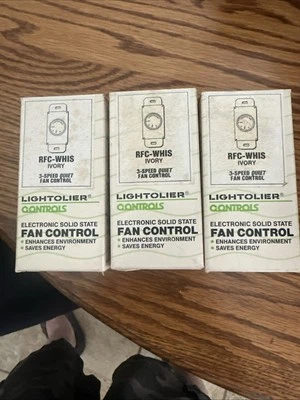 RFC-WHIS
IVORY
3-SPEED QUIET
FAN CONTROL
LIGHTOLIER®
CONTROLS
ELECTRONIC SOLID STATE
FAN CONTROL
• ENHANCES ENVIRONMENT
• SAVES ENERGY
RFC-WHIS
IVORY
3-SPEED QUIET
FAN CONTROL
LIGHTOLIER®
CONTROLS
ELECTRONIC SOLID STATE
FAN CONTROL
• ENHANCES ENVIRONMENT
• SAVES ENERGY
RFC-WHIS
IVORY
3-SPEED QUIET
FAN CONTROL
LIGHTOLIER®
CONTROLS
ELECTRONIC SOLID STATE
FAN CONTROL
• ENHANCES ENVIRONMENT
• SAVES ENERGY